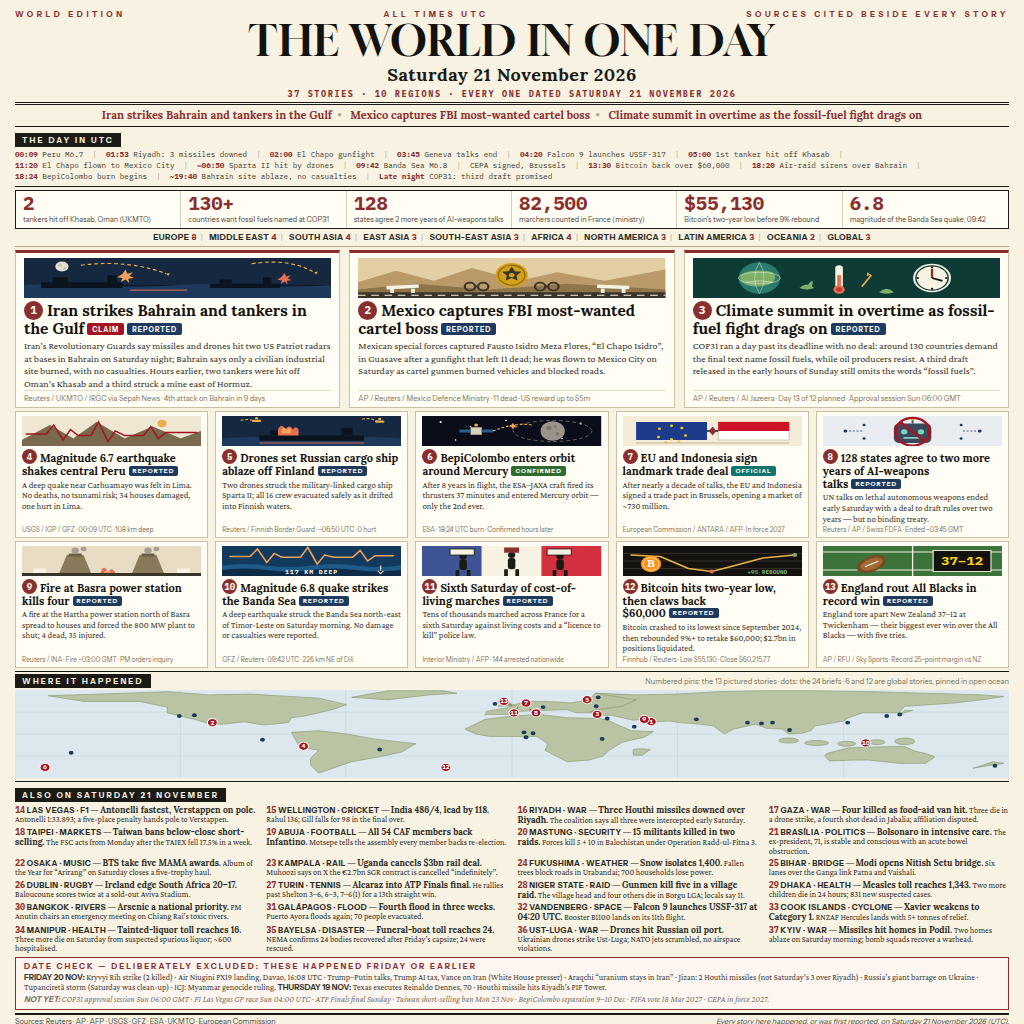 WORLD EDITION
ALL TIMES UTC
SOURCES CITED BESIDE EVERY STORY
THE WORLD IN ONE DAY
Saturday 21 November 2026
37 STORIES · 10 REGIONS · EVERY ONE DATED SATURDAY 21 NOVEMBER 2026
Iran strikes Bahrain and tankers in the Gulf • Mexico captures FBI most-wanted cartel boss • Climate summit in overtime as the fossil-fuel fight drags on
THE DAY IN UTC
00:09 Peru M6.7 | 01:53 Riyadh: 3 missiles downed | 02:00 El Chapo gunfight | 03:45 Geneva talks end | 04:20 Falcon 9 launches USSF-317 | 05:00 1st tanker hit off Khasab |
11:20 El Chapo flown to Mexico City | ~06:50 Sparta II hit by drones | 09:42 Banda Sea M6.8 | CEPA signed, Brussels | 13:30 Bitcoin back over $60,000 | 18:20 Air-raid sirens over Bahrain |
18:24 BepiColombo burn begins | ~19:40 Bahrain site ablaze, no casualties | Late night COP31: third draft promised
2
tankers hit off Khasab, Oman (UKMTO)
130+
countries want fossil fuels named at COP31
128
states agree 2 more years of AI-weapons talks
82,500
marchers counted in France (ministry)
$55,130
Bitcoin's two-year low before 9% rebound
6.8
magnitude of the Banda Sea quake, 09:42
EUROPE 8 | MIDDLE EAST 4 | SOUTH ASIA 4 | EAST ASIA 3 | SOUTH-EAST ASIA 3 | AFRICA 4 | NORTH AMERICA 3 | LATIN AMERICA 3 | OCEANIA 2 | GLOBAL 3
1 Iran strikes Bahrain and tankers in
the Gulf CLAIM REPORTED
Iran's Revolutionary Guards say missiles and drones hit two US Patriot radars
at bases in Bahrain on Saturday night; Bahrain says only a civilian industrial
site burned, with no casualties. Hours earlier, two tankers were hit off
Oman's Khasab and a third struck a mine east of Hormuz.
Reuters / UKMTO / IRGC via Sepah News · 4th attack on Bahrain in 9 days
2 Mexico captures FBI most-wanted
cartel boss REPORTED
Mexican special forces captured Fausto Isidro Meza Flores, "El Chapo Isidro",
in Guasave after a gunfight that left 11 dead; he was flown to Mexico City on
Saturday as cartel gunmen burned vehicles and blocked roads.
AP / Reuters / Mexico Defence Ministry · 11 dead · US reward up to $5m
3 Climate summit in overtime as fossil-
fuel fight drags on REPORTED
COP31 ran a day past its deadline with no deal: around 130 countries demand
the final text name fossil fuels, while oil producers resist. A third draft
released in the early hours of Sunday still omits the words "fossil fuels".
AP / Reuters / Al Jazeera · Day 13 of 12 planned · Approval session Sun 06:00 GMT
4 Magnitude 6.7 earthquake
shakes central Peru REPORTED
A deep quake near Carhuamayo was felt in Lima.
No deaths, no tsunami risk; 34 houses damaged,
one hurt in Lima.
USGS / IGP / GFZ · 00:09 UTC · 108 km deep
5 Drones set Russian cargo ship
ablaze off Finland REPORTED
Two drones struck the military-linked cargo ship
Sparta II; all 16 crew evacuated safely as it drifted
into Finnish waters.
Reuters / Finnish Border Guard · ~06:50 UTC · 0 hurt
6 BepiColombo enters orbit
around Mercury CONFIRMED
After 8 years in flight, the ESA–JAXA craft fired its
thrusters 37 minutes and entered Mercury orbit —
only the 2nd ever.
ESA · 18:24 UTC burn · Confirmed hours later
7 EU and Indonesia sign
landmark trade deal OFFICIAL
After nearly a decade of talks, the EU and Indonesia
signed a trade pact in Brussels, opening a market of
~730 million.
European Commission / ANTARA / AFP · In force 2027
8 128 states agree to two more
years of AI-weapons
talks REPORTED
UN talks on lethal autonomous weapons ended
early Saturday with a deal to draft rules over two
years — but no binding treaty.
Reuters / AP / Swiss FDFA · Ended ~03:45 GMT
9 Fire at Basra power station
kills four REPORTED
A fire at the Hartha power station north of Basra
spread to houses and forced the 800 MW plant to
shut; 4 dead, 35 injured.
Reuters / INA · Fire ~03:00 GMT · PM orders inquiry
117 KM DEEP
10 Magnitude 6.8 quake strikes
the Banda Sea REPORTED
A deep earthquake struck the Banda Sea north-east
of Timor-Leste on Saturday morning. No damage
or casualties were reported.
GFZ / Reuters · 09:42 UTC · 226 km NE of Dili
11 Sixth Saturday of cost-of-
living marches REPORTED
Tens of thousands marched across France for a
sixth Saturday against living costs and a "licence to
kill" police law.
Interior Ministry / AFP · 144 arrested nationwide
B
+9% REBOUND
12 Bitcoin hits two-year low,
then claws back
$60,000 REPORTED
Bitcoin crashed to its lowest since September 2024,
then rebounded 9%+ to retake $60,000; $2.7bn in
positions liquidated.
Finnhub / Reuters · Low $55,130 · Close $60,215.77
37–12
13 England rout All Blacks in
record win REPORTED
England tore apart New Zealand 37–12 at
Twickenham — their biggest ever win over the All
Blacks — with five tries.
AP / RFU / Sky Sports · Record 25-point margin vs NZ
WHERE IT HAPPENED
Numbered pins: the 13 pictured stories · dots: the 24 briefs · 6 and 12 are global stories, pinned in open ocean
13 7 5
2 11 8 3 9 1
4 10
6 12
ALSO ON SATURDAY 21 NOVEMBER
14 LAS VEGAS · F1 — Antonelli fastest, Verstappen on pole.
Antonelli 1:33.893; a five-place penalty hands pole to Verstappen.
15 WELLINGTON · CRICKET — India 486/4, lead by 118.
Rahul 136; Gill falls for 98 in the final over.
16 RIYADH · WAR — Three Houthi missiles downed over
Riyadh. The coalition says all three were intercepted early Saturday.
17 GAZA · WAR — Four killed as food-aid van hit. Three die in
a drone strike, a fourth shot dead in Jabalia; affiliation disputed.
18 TAIPEI · MARKETS — Taiwan bans below-close short-
selling. The FSC acts from Monday after the TAIEX fell 17.5% in a week.
19 ABUJA · FOOTBALL — All 54 CAF members back
Infantino. Motsepe tells the assembly every member backs re-election.
20 MASTUNG · SECURITY — 15 militants killed in two
raids. Forces kill 5 + 10 in Balochistan under Operation Radd-ul-Fitna 3.
21 BRASÍLIA · POLITICS — Bolsonaro in intensive care. The
ex-president, 71, is stable and conscious with an abdominal
obstruction.
22 OSAKA · MUSIC — BTS take five MAMA awards. Album of
the Year for "Arirang" on Saturday closes a five-trophy haul.
23 KAMPALA · RAIL — Uganda cancels $3bn rail deal.
Muhoozi says on X the €2.7bn SGR contract is cancelled "indefinitely".
24 FUKUSHIMA · WEATHER — Snow isolates 1,400. Fallen
trees block roads in Urabandai; 700 households lose power.
25 BIHAR · BRIDGE — Modi opens Nitish Setu bridge. Six
lanes over the Ganga link Patna and Vaishali.
26 DUBLIN · RUGBY — Ireland edge South Africa 20–17.
Baloucoune scores twice at a sold-out Aviva Stadium.
27 TURIN · TENNIS — Alcaraz into ATP Finals final. He rallies
past Shelton 3–6, 6–3, 7–6(1) for a 13th straight win.
28 NIGER STATE · RAID — Gunmen kill five in a village
raid. The village head and four others die in Borgu LGA; locals say 11.
29 DHAKA · HEALTH — Measles toll reaches 1,343. Two more
children die in 24 hours; 831 new suspected cases.
30 BANGKOK · RIVERS — Arsenic a national priority. PM
Anutin chairs an emergency meeting on Chiang Rai's toxic rivers.
31 GALÁPAGOS · FLOOD — Fourth flood in three weeks.
Puerto Ayora floods again; 70 people evacuated.
32 VANDENBERG · SPACE — Falcon 9 launches USSF-317 at
04:20 UTC. Booster B1100 lands on its 11th flight.
33 COOK ISLANDS · CYCLONE — Xavier weakens to
Category 1. RNZAF Hercules lands with 5+ tonnes of relief.
34 MANIPUR · HEALTH — Tainted-liquor toll reaches 16.
Three more die on Saturday from suspected spurious liquor; ~600
hospitalised.
35 BAYELSA · DISASTER — Funeral-boat toll reaches 24.
NEMA confirms 24 bodies recovered after Friday's capsize; 24 were
rescued.
36 UST-LUGA · WAR — Drones hit Russian oil port.
Ukrainian drones strike Ust-Luga; NATO jets scrambled, no airspace
violations.
37 KYIV · WAR — Missiles hit homes in Podil. Two homes
ablaze on Saturday morning; bomb squads recover a warhead.
DATE CHECK — DELIBERATELY EXCLUDED: THESE HAPPENED FRIDAY OR EARLIER
FRIDAY 20 NOV: Kryvyi Rih strike (2 killed) · Air Niugini PX19 landing, Davao, 16:08 UTC · Trump–Putin talks, Trump AI tax, Vance on Iran (White House presser) · Araqchi "uranium stays in Iran" · Jizan: 2 Houthi missiles (not Saturday's 3 over Riyadh) · Russia's giant barrage on Ukraine ·
Tupanciretã storm (Saturday was clean-up) · ICJ: Myanmar genocide ruling. THURSDAY 19 NOV: Texas executes Reinaldo Dennes, 70 · Houthi missile hits Riyadh's PIF Tower.
NOT YET: COP31 approval session Sun 06:00 GMT · F1 Las Vegas GP race Sun 04:00 UTC · ATP Finals final Sunday · Taiwan short-selling ban Mon 23 Nov · BepiColombo separation 9–10 Dec · FIFA vote 18 Mar 2027 · CEPA in force 2027.
Sources: Reuters · AP · AFP · USGS · GFZ · ESA · UKMTO · European Commission
Every story here happened, or was first reported, on Saturday 21 November 2026 (UTC).